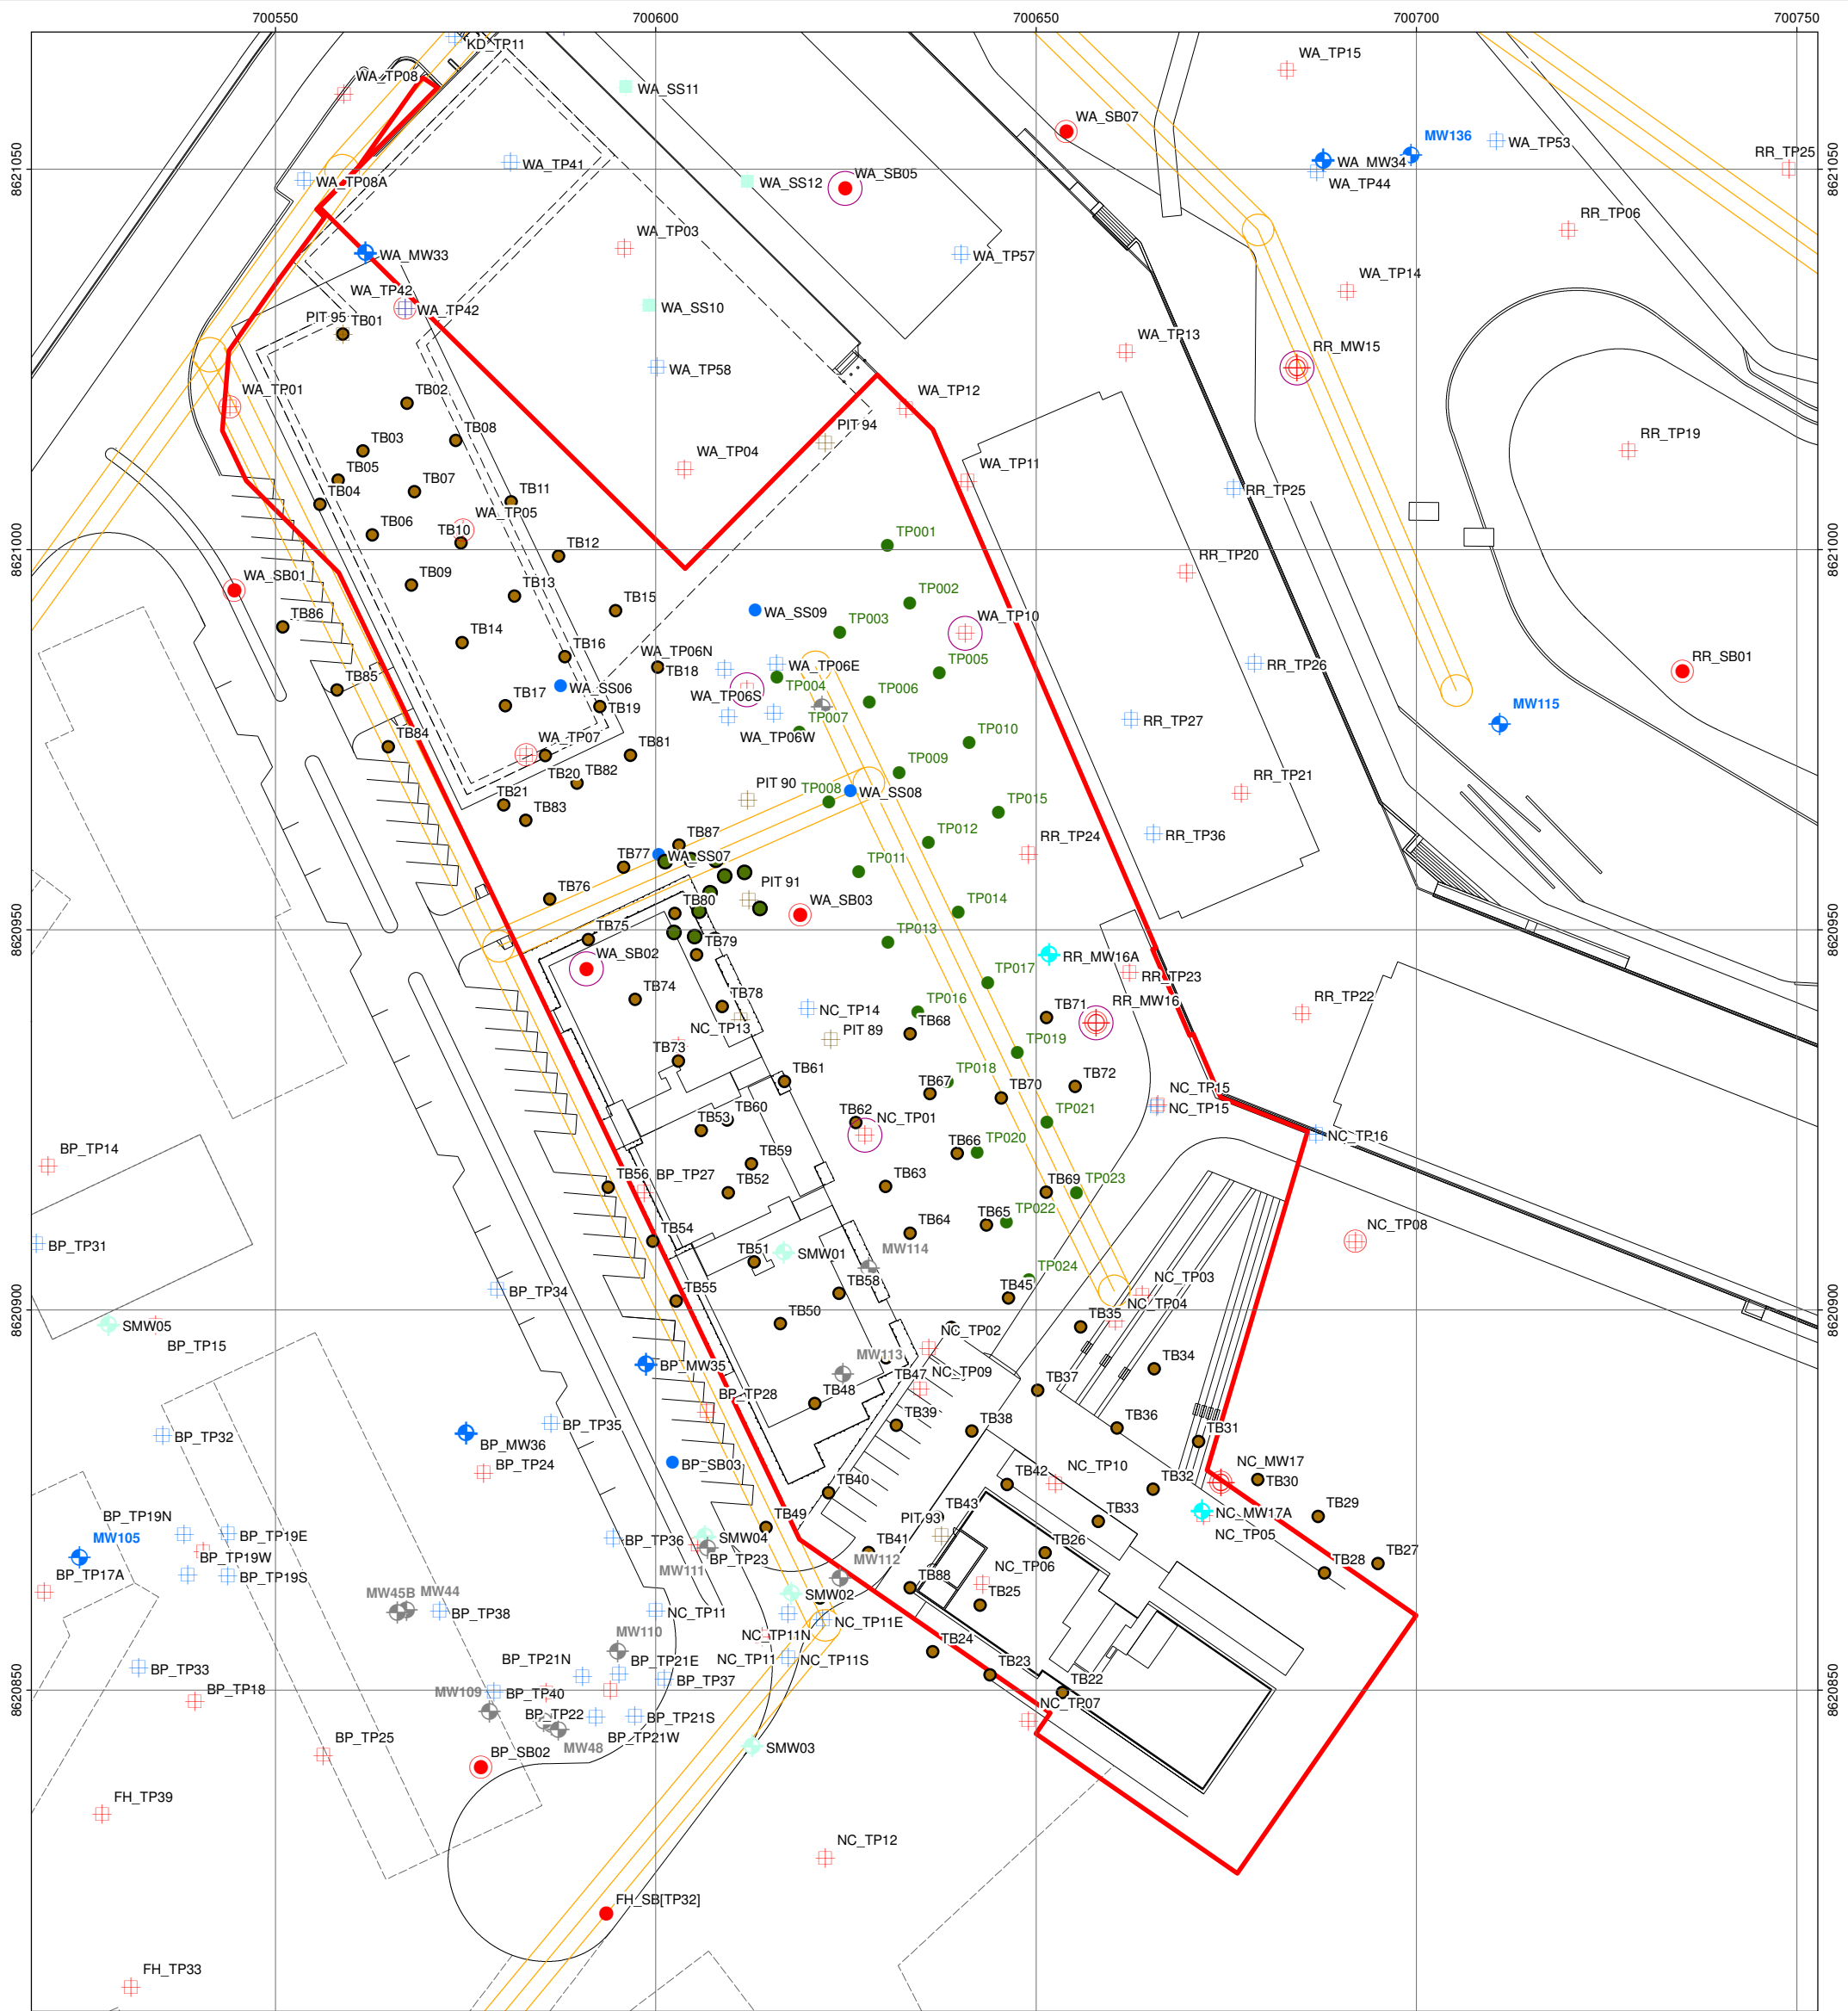 700550
700600
700650
700700
700750
KD_TP11
WA_TP15
WA_TP08
WA_SS11
WA_SB07
MW136
WA_TP53
WA_TP41
WA_MW34
RR_TP25
8621050
8621050
WA_TP08A
WA_SS12
WA_SB05
WA_TP44
RR_TP06
WA_TP03
WA_MW33
WA_TP57
WA_TP14
WA_TP42
WA_TP42
WA_SS10
PIT 95
TB01
WA_TP13
RR_MW15
WA_TP58
WA_TP01
TB02
WA_TP12
PIT 94
TB08
TB03
RR_TP19
WA_TP04
WA_TP11
TB05
TB07
TB04
TB11
RR_TP25
WA_TP05
TB06
TB10
TP001
8621000
8621000
TB12
RR_TP20
WA_SB01
TB09
TB13
TP002
TB15
WA_SS09
WA_TP10
TB86
TP003
TB14
TB16
WA_TP06N
WA_TP06E
TP005
RR_TP26
RR_SB01
TB18
TB85
WA_SS06
TP004
WA_TP06S
TP006
TB17
TB19
MW115
TP007
RR_TP27
TB84
WA_TP07
TB81
WA_TP06W
TP010
TB20
TB82
TP009
PIT 90
TP008
WA_SS08
RR_TP21
TB21
TB83
TP015
TB87
RR_TP24
RR_TP36
TP012
TB77
WA_SS07
TP011
TB76
PIT 91
TB80
WA_SB03
TP014
8620950
8620950
TB75
TP013
WA_SB02
TB79
RR_MW16A
RR_TP23
TP017
TB74
TB78
TP016
TB71
RR_MW16
RR_TP22
NC_TP14
NC_TP13
PIT 89
TB68
TP019
TB73
TB61
TB67
TP018
TB70
TB72
NC_TP15
NC_TP15
TB53
TB60
TB62
NC_TP01
TP021
TP020
NC_TP16
BP_TP14
TB66
TB59
TB56
BP_TP27
TB52
TB63
TB69
TP023
TB65
TP022
NC_TP08
TB54
TB64
BP_TP31
TB51
SMW01
MW114
TP024
NC_TP03
BP_TP34
TB55
TB58
TB45
NC_TP04
8620900
8620900
SMW05
TB50
TB35
BP_TP15
NC_TP02
BP_MW35
MW113
TB34
NC_TP09
TB47
TB37
BP_TP28
TB48
BP_TP35
TB39
TB38
TB36
BP_TP32
BP_MW36
TB31
BP_TP24
BP_SB03
NC_TP10
NC_MW17
TB40
TB42
TB32
TB30
BP_TP19N
TB43
TB33
NC_MW17A
TB29
BP_TP19E
BP_TP36
SMW04
TB49
PIT 93
NC_TP05
MW105
BP_TP19W
BP_TP23
TB41
TB26
TB27
MW111
MW112
NC_TP06
TB28
BP_TP17A
BP_TP19S
SMW02
TB88
TB25
MW45B
MW44
BP_TP38
NC_TP11
NC_TP11E
NC_TP11N
MW110
TB24
BP_TP33
BP_TP21N
BP_TP21E
NC_TP11
NC_TP11S
TB23
BP_TP37
TB22
8620850
8620850
BP_TP18
MW109
BP_TP40
NC_TP07
BP_TP22
BP_TP21S
BP_TP21W
MW48
SMW03
BP_TP25
BP_SB02
FH_TP39
NC_TP12
FH_SB[TP32]
FH_TP33